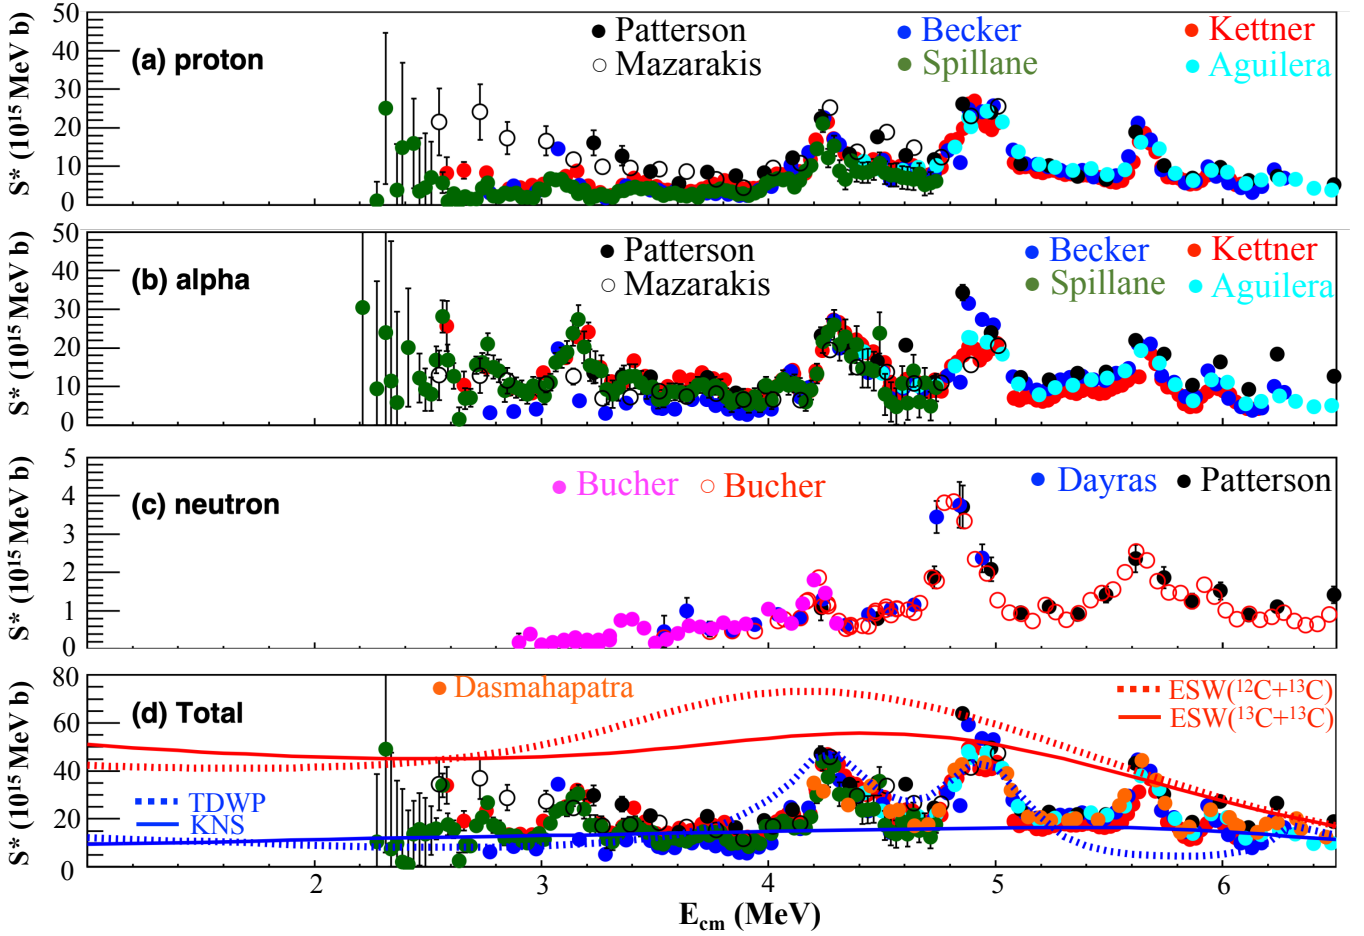 50
40
30
20
10
0
S* (10¹⁵ MeV b)
(a) proton
Patterson
Becker
Kettner
Mazarakis
Spillane
Aguilera
50
40
30
20
10
0
S* (10¹⁵ MeV b)
(b) alpha
Patterson
Becker
Kettner
Mazarakis
Spillane
Aguilera
5
4
3
2
1
0
S* (10¹⁵ MeV b)
(c) neutron
Bucher
Bucher
Dayras
Patterson
80
60
40
20
0
S* (10¹⁵ MeV b)
(d) Total
Dasmahapatra
ESW(¹²C+¹³C)
ESW(¹³C+¹³C)
TDWP
KNS
2 3 4 5 6
E_cm (MeV)